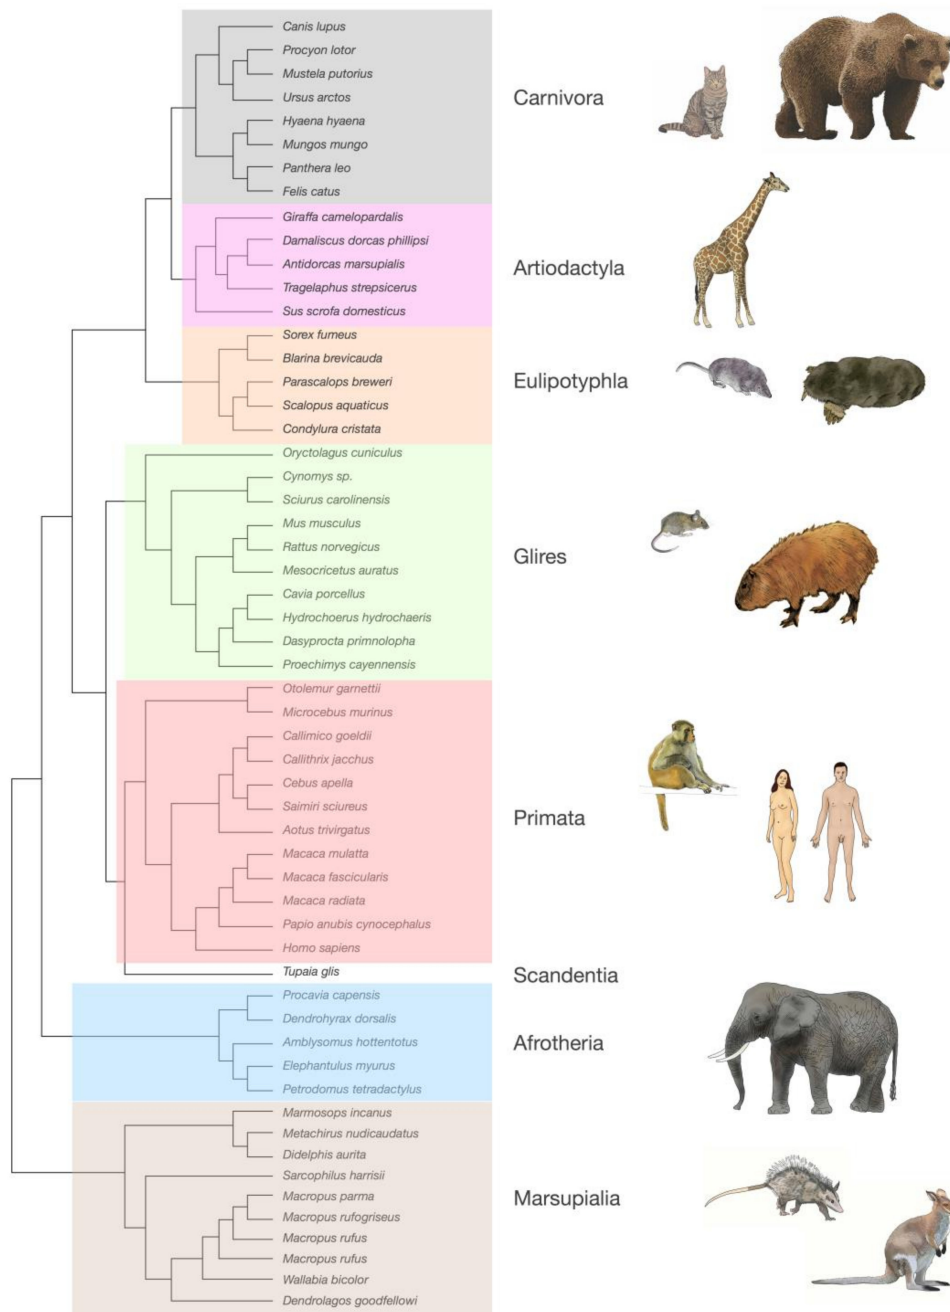 Canis lupus
Procyon lotor
Mustela putorius
Ursus arctos
Hyaena hyaena
Mungos mungo
Panthera leo
Felis catus
Carnivora
Giraffa camelopardalis
Damaliscus dorcas phillipsi
Antidorcas marsupialis
Tragelaphus strepsicerus
Sus scrofa domesticus
Artiodactyla
Sorex fumeus
Blarina brevicauda
Parascalops breweri
Scalopus aquaticus
Condylura cristata
Eulipotyphla
Oryctolagus cuniculus
Cynomys sp.
Sciurus carolinensis
Mus musculus
Rattus norvegicus
Mesocricetus auratus
Cavia porcellus
Hydrochoerus hydrochaeris
Dasyprocta primnolopha
Proechimys cayennensis
Glires
Otolemur garnettii
Microcebus murinus
Callimico goeldii
Callithrix jacchus
Cebus apella
Saimiri sciureus
Aotus trivirgatus
Macaca mulatta
Macaca fascicularis
Macaca radiata
Papio anubis cynocephalus
Homo sapiens
Primata
Tupaia glis
Scandentia
Procavia capensis
Dendrohyrax dorsalis
Amblysomus hottentotus
Elephantulus myurus
Petrodomus tetradactylus
Afrotheria
Marmosops incanus
Metachirus nudicaudatus
Didelphis aurita
Sarcophilus harrisii
Macropus parma
Macropus rufogriseus
Macropus rufus
Macropus rufus
Wallabia bicolor
Dendrolagos goodfellowi
Marsupialia